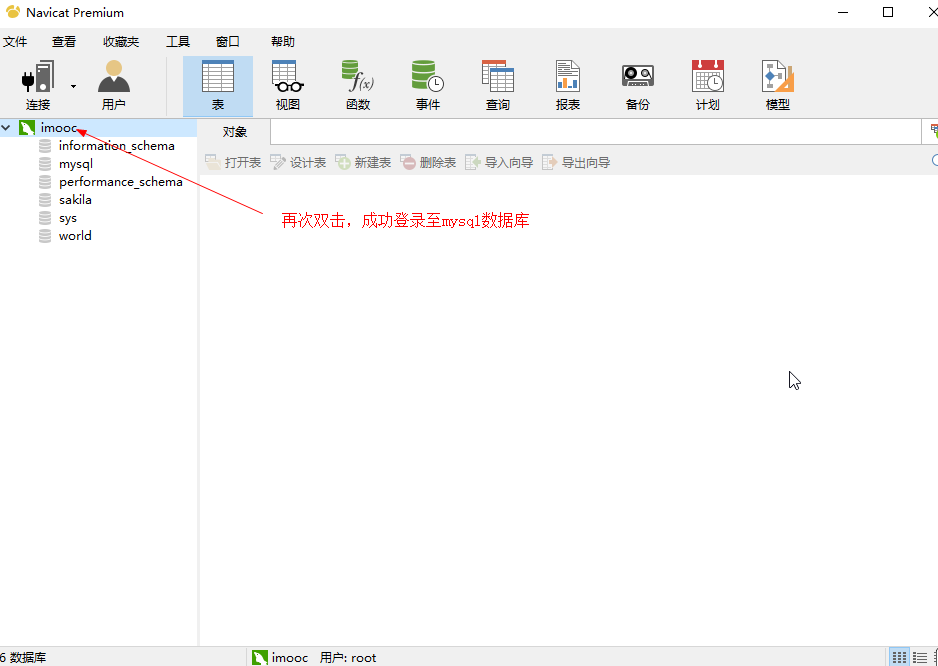 Navicat Premium
文件 查看 收藏夹 工具 窗口 帮助
连接 用户 表 视图 函数 事件 查询 报表 备份 计划 模型
imooc
对象
information_schema
打开表 设计表 新建表 删除表 导入向导 导出向导
mysql
performance_schema
sakila
再次双击，成功登录至mysql数据库
sys
world
6 数据库 imooc 用户: root